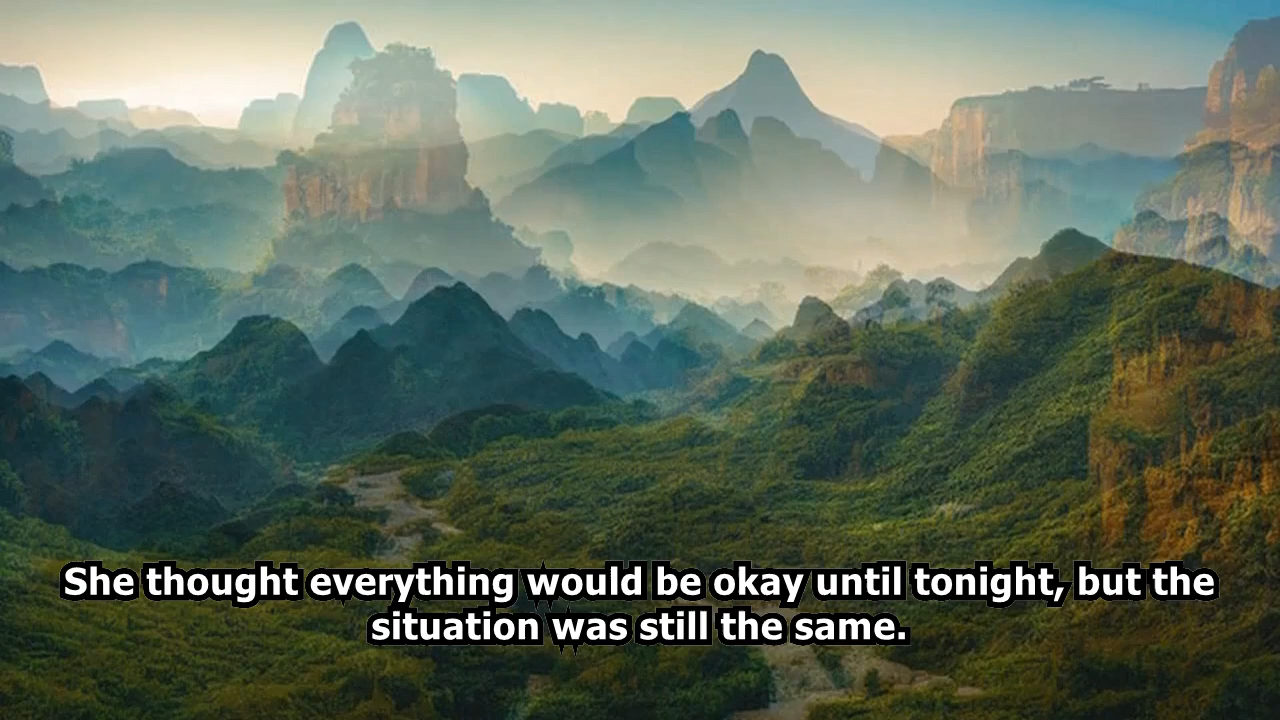 She thought everything would be okay until tonight, but the
situation was still the same.